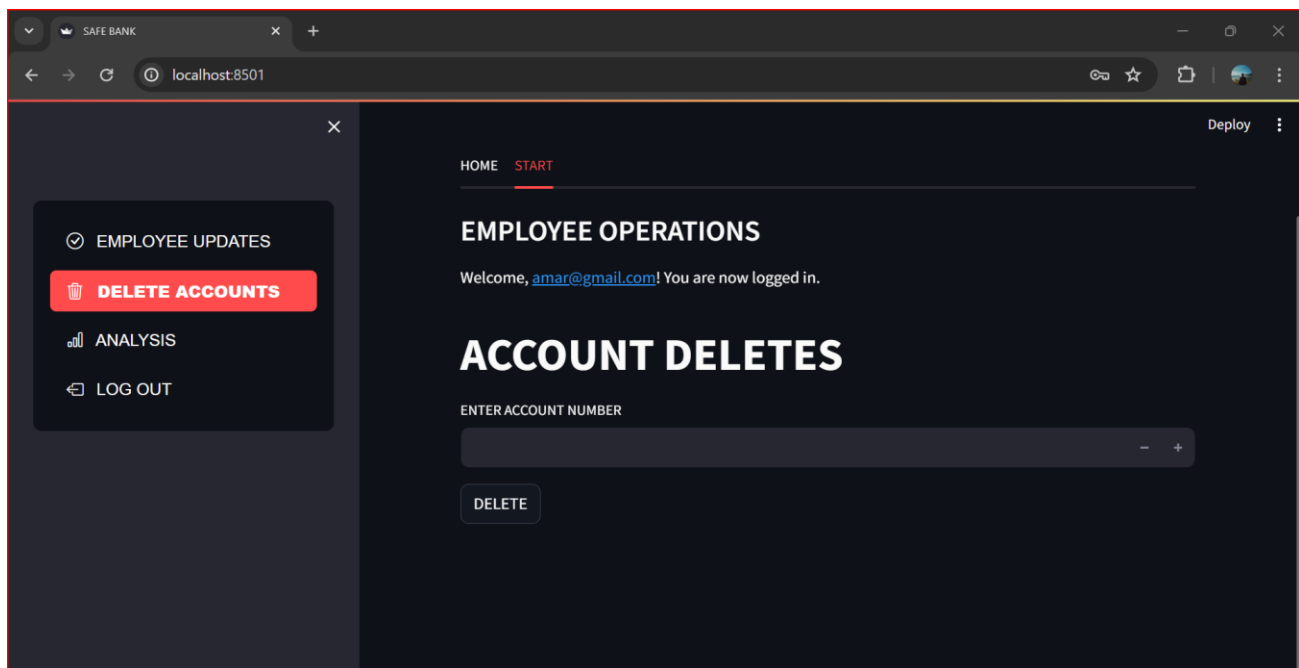 SAFE BANK
localhost:8501
Deploy
HOME START
EMPLOYEE UPDATES
DELETE ACCOUNTS
ANALYSIS
LOG OUT
EMPLOYEE OPERATIONS
Welcome, amar@gmail.com! You are now logged in.
ACCOUNT DELETES
ENTER ACCOUNT NUMBER
DELETE